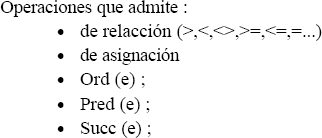 Operaciones que admite :
• de relacción (>,<,<>,>=,<=,=...)
• de asignación
• Ord (e) ;
• Pred (e) ;
• Succ (e) ;